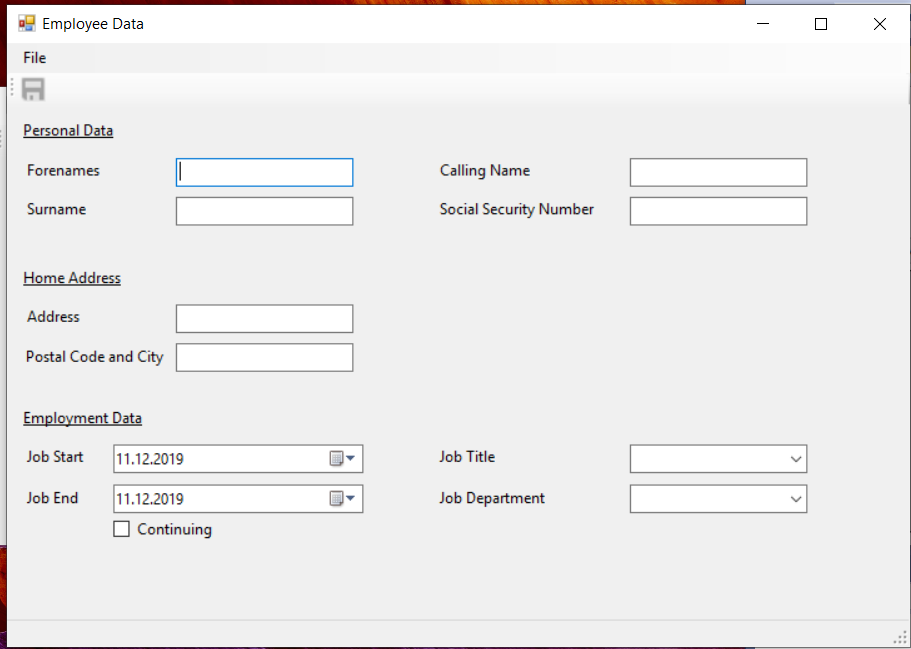 Employee Data
File
Personal Data
Forenames Calling Name
Surname Social Security Number
Home Address
Address
Postal Code and City
Employment Data
Job Start 11.12.2019 Job Title
Job End 11.12.2019 Job Department
Continuing